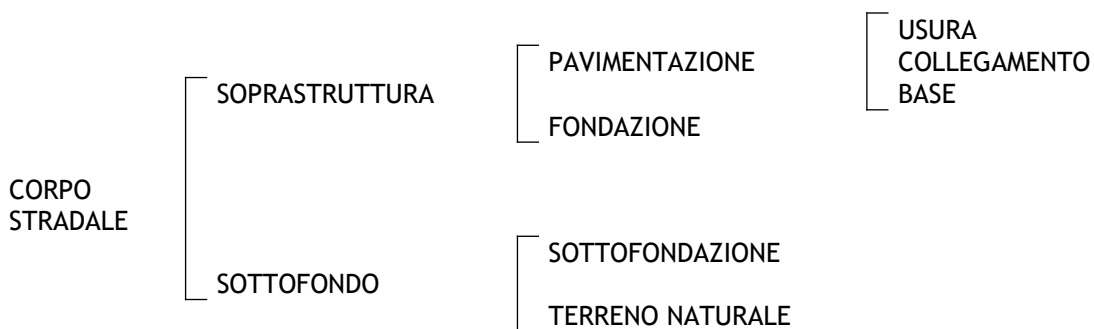 CORPO
STRADALE
SOPRASTRUTTURA
PAVIMENTAZIONE
USURA
COLLEGAMENTO
BASE
FONDAZIONE
SOTTOFONDO
SOTTOFONDAZIONE
TERRENO NATURALE